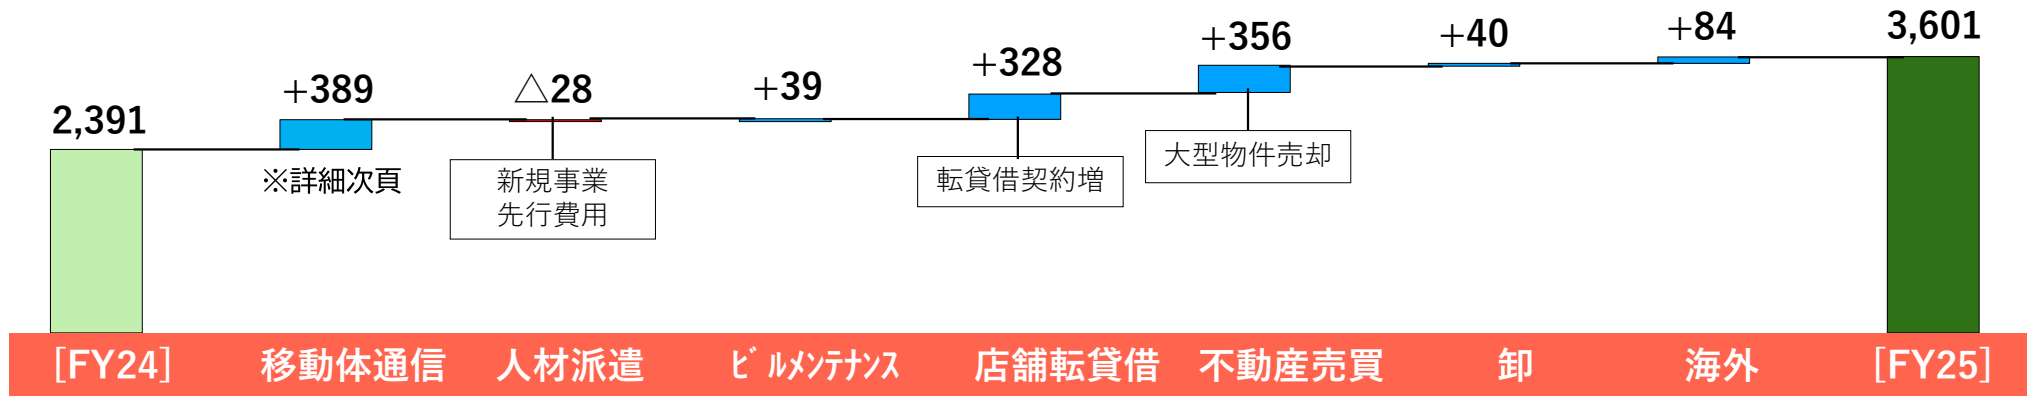 2,391
+389
※詳細次頁
△28
新規事業
先行費用
+39
+328
転貸借契約増
+356
大型物件売却
+40
+84
3,601
[FY24] 移動体通信 人材派遣 ﾋﾞﾙﾒﾝﾃﾅﾝｽ 店舗転貸借 不動産売買 卸 海外 [FY25]